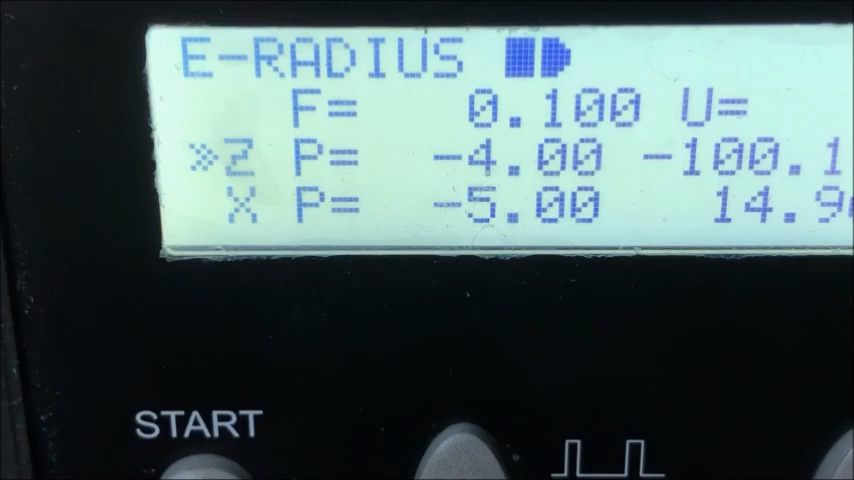 E-RADIUS
F= 0.100 U=
»Z P= -4.00 -100.1
X P= -5.00 14.9
START